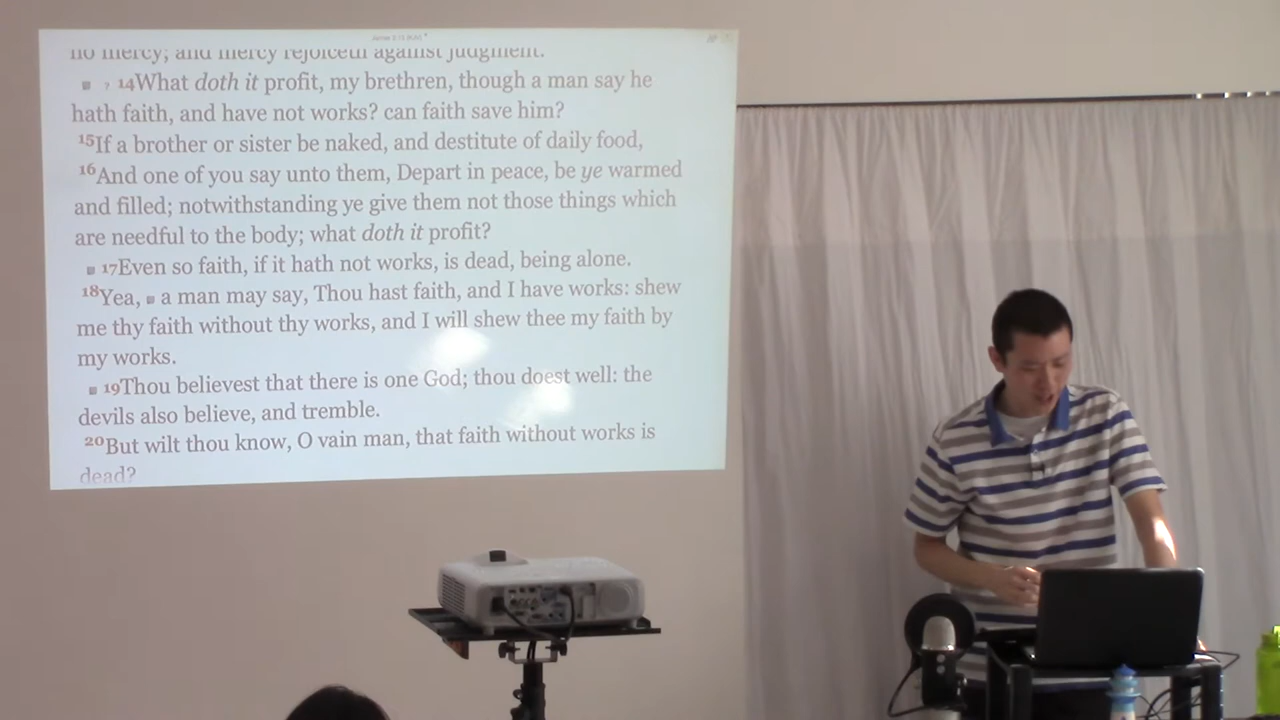 no mercy; and mercy rejoiceth against judgment.
14What doth it profit, my brethren, though a man say he
hath faith, and have not works? can faith save him?
15If a brother or sister be naked, and destitute of daily food,
16And one of you say unto them, Depart in peace, be ye warmed
and filled; notwithstanding ye give them not those things which
are needful to the body; what doth it profit?
17Even so faith, if it hath not works, is dead, being alone.
18Yea, a man may say, Thou hast faith, and I have works: shew
me thy faith without thy works, and I will shew thee my faith by
my works.
19Thou believest that there is one God; thou doest well: the
devils also believe, and tremble.
20But wilt thou know, O vain man, that faith without works is
dead?